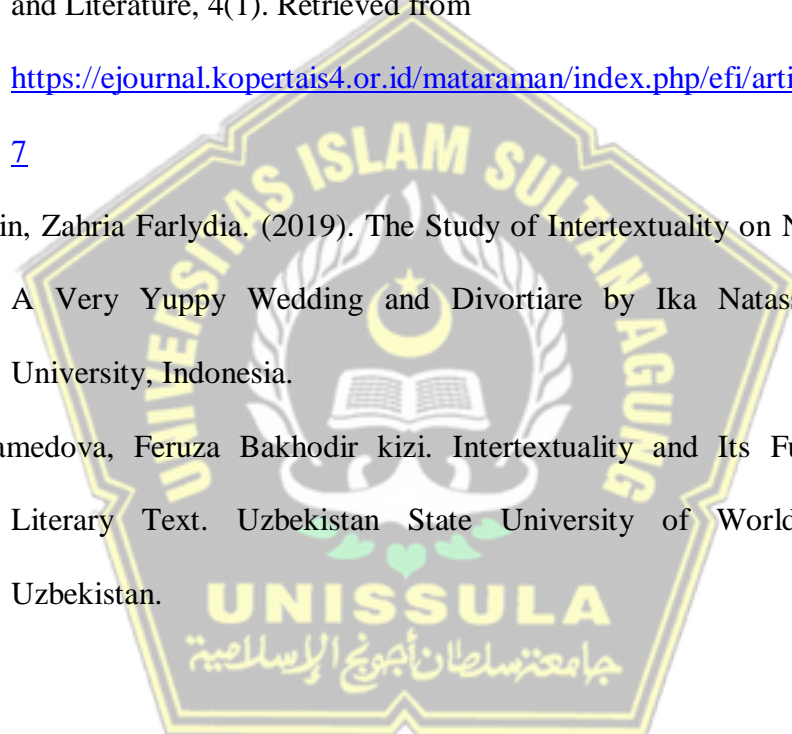 and Literature, 4(1). Retrieved from
https://ejournal.kopertais4.or.id/mataraman/index.php/efi/arti
7
in, Zahria Farlydia. (2019). The Study of Intertextuality on N
A Very Yuppy Wedding and Divortiare by Ika Natas
University, Indonesia.
amedova, Feruza Bakhodir kizi. Intertextuality and Its Fu
Literary Text. Uzbekistan State University of World
Uzbekistan.
UNIVERSITAS ISLAM SULTAN AGUNG
UNISSULA
جامعة سلطان أجونج الإسلامية